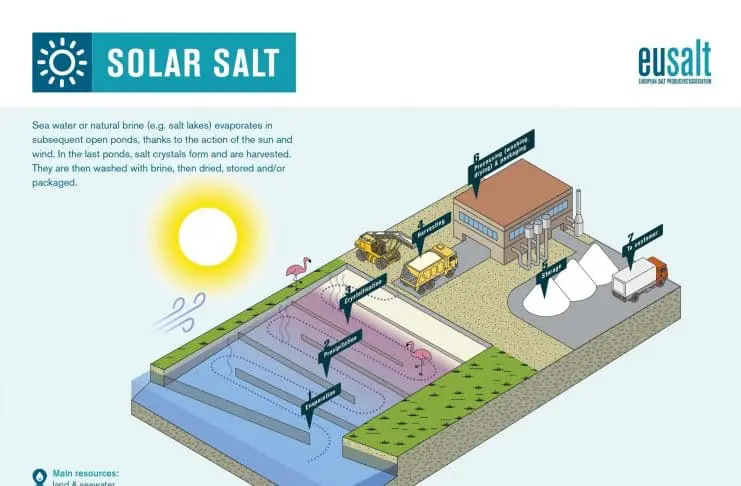 SOLAR SALT
eusalt
EUROPEAN SALT PRODUCERS'ASSOCIATION
Sea water or natural brine (e.g. salt lakes) evaporates in
subsequent open ponds, thanks to the action of the sun and
wind. In the last ponds, salt crystals form and are harvested.
They are then washed with brine, then dried, stored and/or
packaged.
6
Processing (washing,
drying) & packaging
4
Harvesting
7
To customer
Storage
3
Crystallisation
2
Precipitation
1
Evaporation
Main resources:
land & seawater